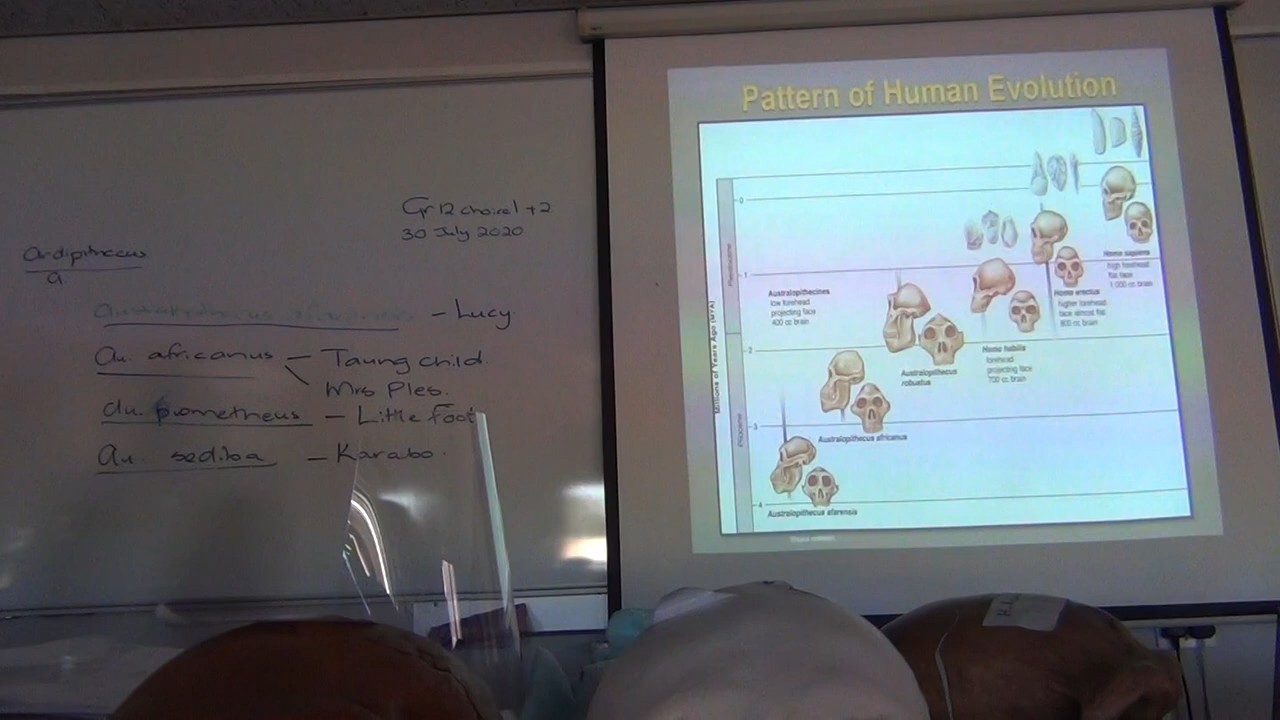 Gr 12 choral +2
30 July 2020
Ardipithecus
a
Australopithecus afarensis - Lucy
Au. africanus - Taung child.
Mrs Ples.
Au. prometheus - Little foot
Au. sediba - Karabo.
Pattern of Human Evolution
Millions of Years Ago (MYA)
Pleistocene
Pliocene
0
1
2
3
4
Australopithecines
low forehead
projecting face
400 cc brain
Australopithecus afarensis
Australopithecus africanus
Australopithecus
robustus
Homo habilis
forehead
projecting face
700 cc brain
Homo erectus
higher forehead
face almost flat
800 cc brain
Homo sapiens
high forehead
flat face
1 000 cc brain